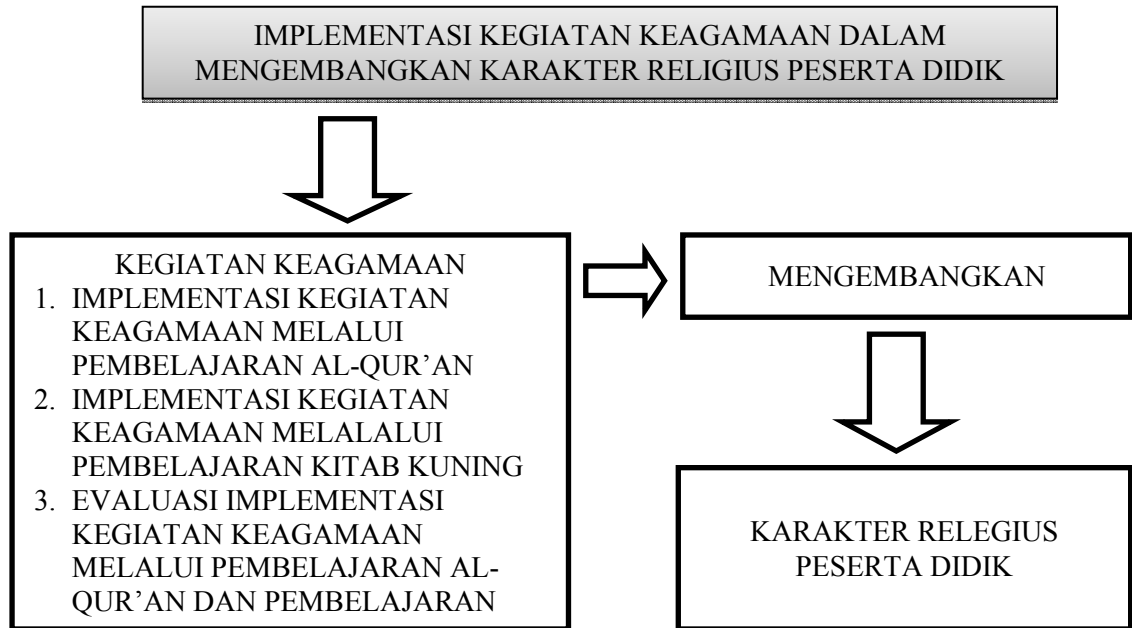 IMPLEMENTASI KEGIATAN KEAGAMAAN DALAM
MENGEMBANGKAN KARAKTER RELIGIUS PESERTA DIDIK
KEGIATAN KEAGAMAAN
1. IMPLEMENTASI KEGIATAN
KEAGAMAAN MELALUI
PEMBELAJARAN AL-QUR’AN
2. IMPLEMENTASI KEGIATAN
KEAGAMAAN MELALALUI
PEMBELAJARAN KITAB KUNING
3. EVALUASI IMPLEMENTASI
KEGIATAN KEAGAMAAN
MELALUI PEMBELAJARAN AL-
QUR’AN DAN PEMBELAJARAN
MENGEMBANGKAN
KARAKTER RELEGIUS
PESERTA DIDIK